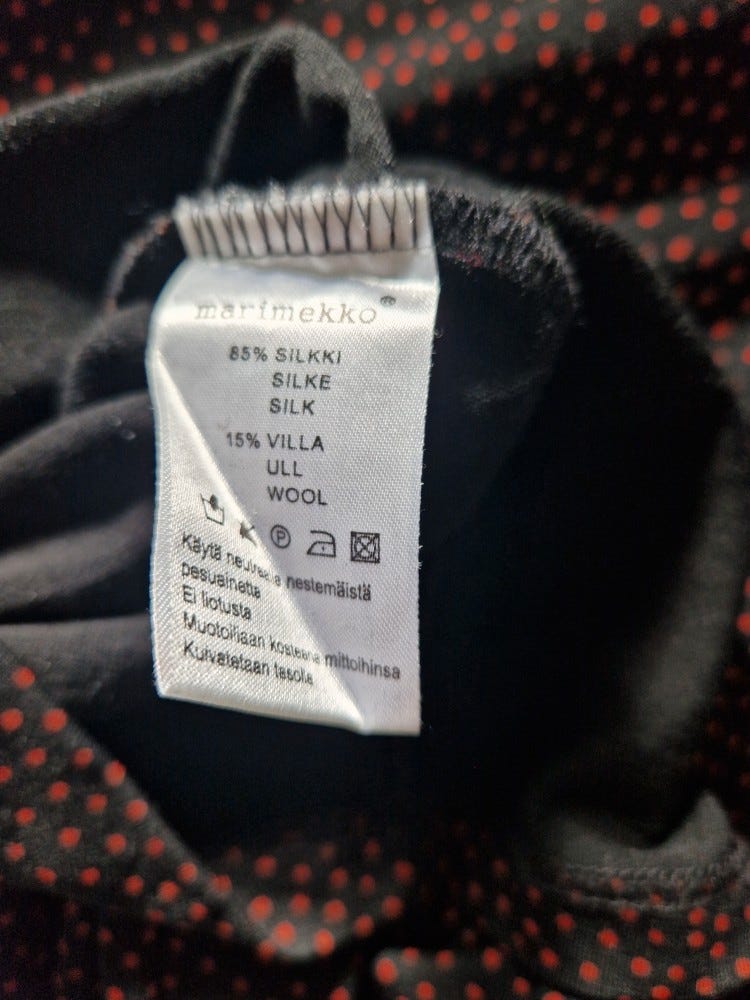 marimekko®
85% SILKKI
SILKE
SILK
15% VILLA
ULL
WOOL
P
Käytä nestemäistä
pesuainetta
Ei liotusta
Muotoillaan kosteana mittoihinsa
Kuivatetaan tasolla